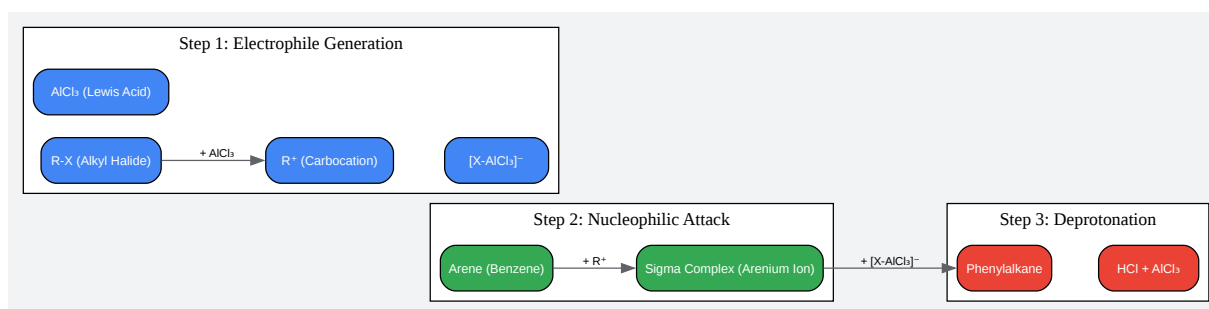 Step 1: Electrophile Generation
AlCl₃ (Lewis Acid)
R-X (Alkyl Halide)
+ AlCl₃
R⁺ (Carbocation)
[X-AlCl₃]⁻
Step 2: Nucleophilic Attack
Arene (Benzene)
+ R⁺
Sigma Complex (Arenium Ion)
+ [X-AlCl₃]⁻
Step 3: Deprotonation
Phenylalkane
HCl + AlCl₃